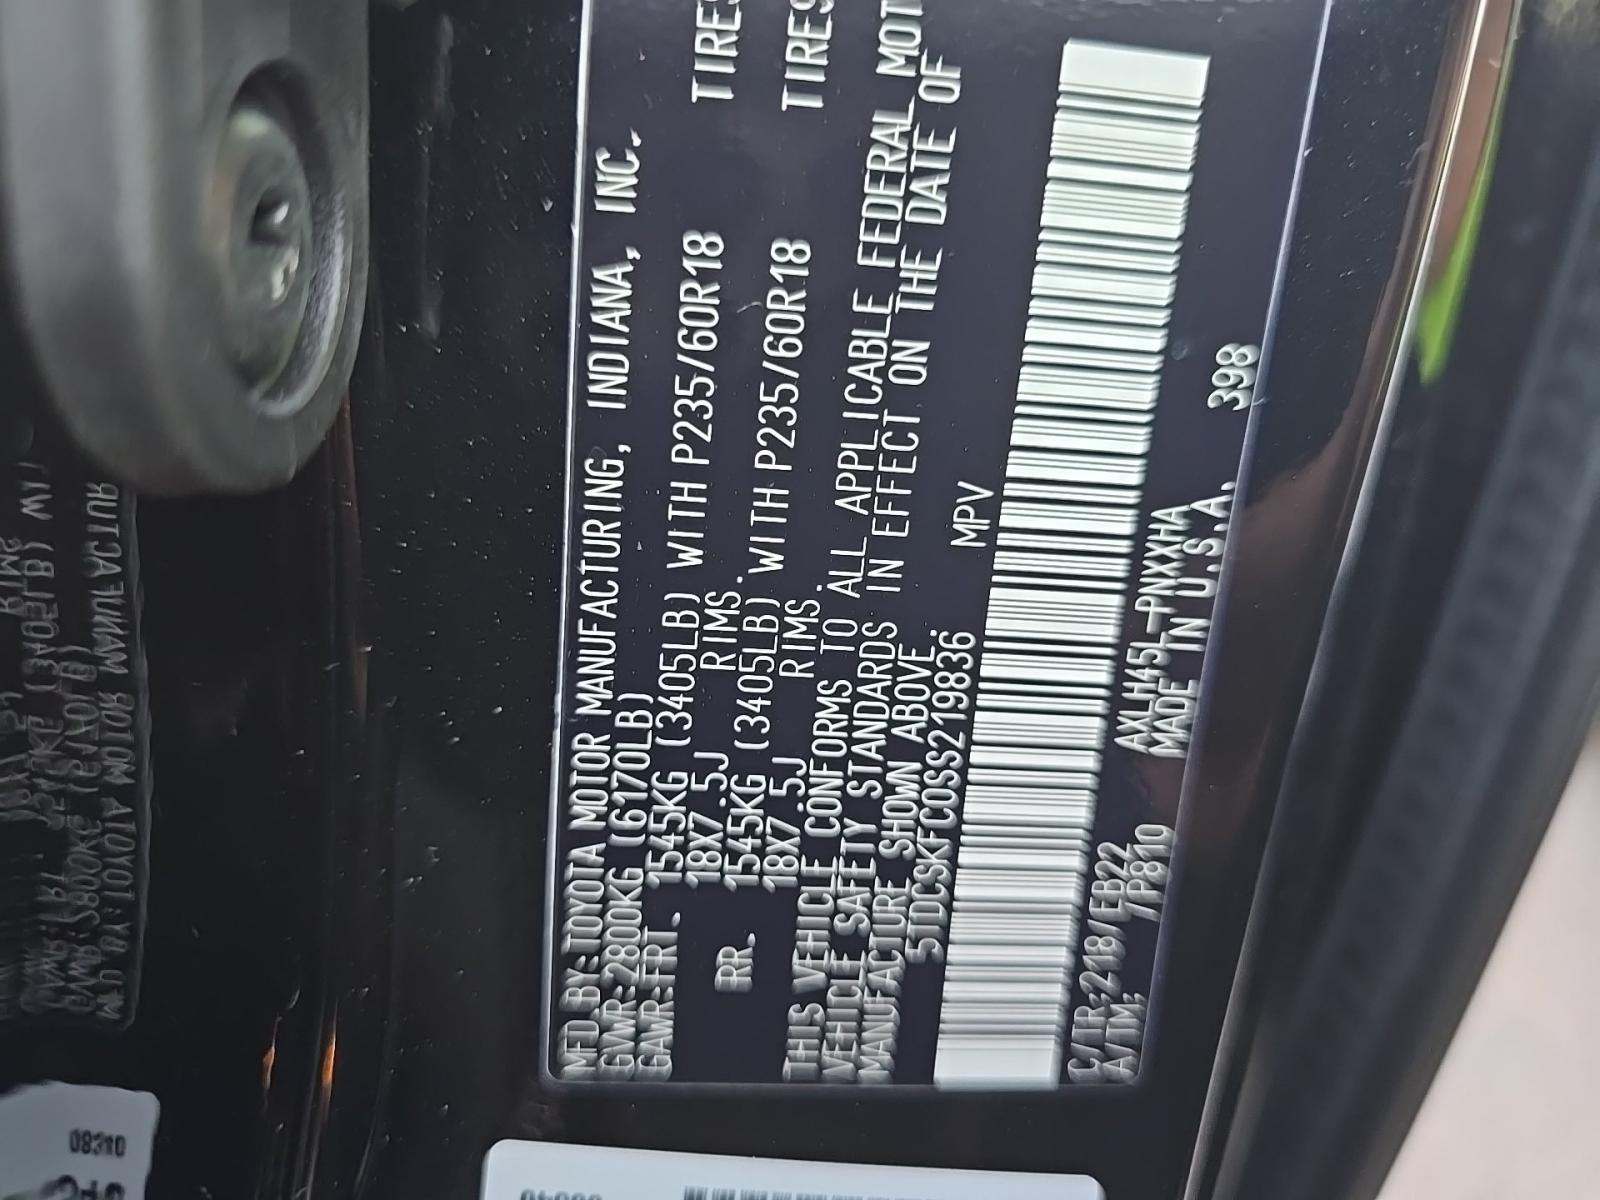 MFD BY:TOYOTA MOTOR MANUFACTURING, INDIANA, INC.
GVWR:2800KG (6170LB)
GAWR:FRT. 1545KG (3405LB) WITH P235/60R18 TIRES
18X7.5J RIMS.
RR. 1545KG (3405LB) WITH P235/60R18 TIRES
18X7.5J RIMS.
THIS VEHICLE CONFORMS TO ALL APPLICABLE FEDERAL MOT
VEHICLE SAFETY STANDARDS IN EFFECT ON THE DATE OF
MANUFACTURE SHOWN ABOVE.
5TDCSKFC0SS219836 MPV
C/TR:218/EB22 AXLH45L-PNXXHA
A/TM: /P810 MADE IN U.S.A. 398